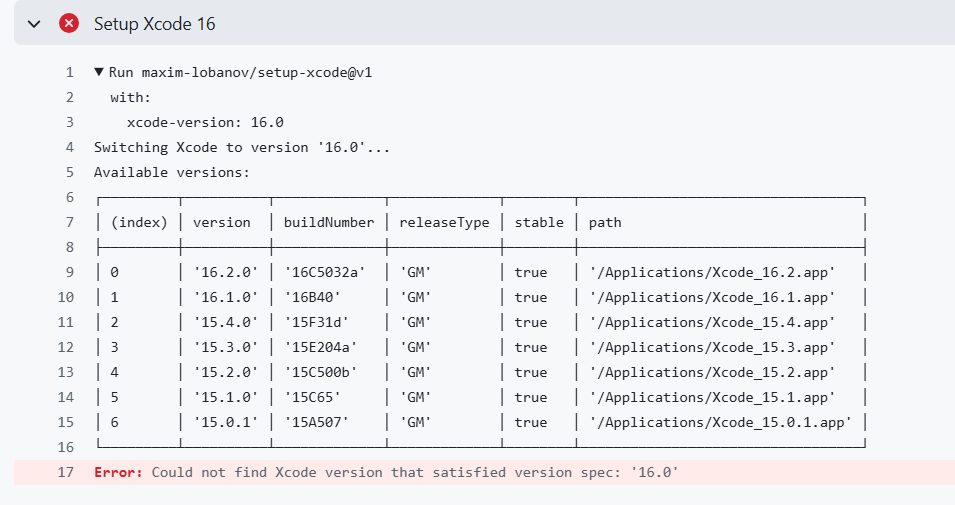 Setup Xcode 16
1 ▼ Run maxim-lobanov/setup-xcode@v1
2 with:
3 xcode-version: 16.0
4 Switching Xcode to version '16.0'...
5 Available versions:
6
7 │ (index) │ version │ buildNumber │ releaseType │ stable │ path │
8
9 │ 0 │ '16.2.0' │ '16C5032a' │ 'GM' │ true │ '/Applications/Xcode_16.2.app' │
10 │ 1 │ '16.1.0' │ '16B40' │ 'GM' │ true │ '/Applications/Xcode_16.1.app' │
11 │ 2 │ '15.4.0' │ '15F31d' │ 'GM' │ true │ '/Applications/Xcode_15.4.app' │
12 │ 3 │ '15.3.0' │ '15E204a' │ 'GM' │ true │ '/Applications/Xcode_15.3.app' │
13 │ 4 │ '15.2.0' │ '15C500b' │ 'GM' │ true │ '/Applications/Xcode_15.2.app' │
14 │ 5 │ '15.1.0' │ '15C65' │ 'GM' │ true │ '/Applications/Xcode_15.1.app' │
15 │ 6 │ '15.0.1' │ '15A507' │ 'GM' │ true │ '/Applications/Xcode_15.0.1.app' │
16
17 Error: Could not find Xcode version that satisfied version spec: '16.0'